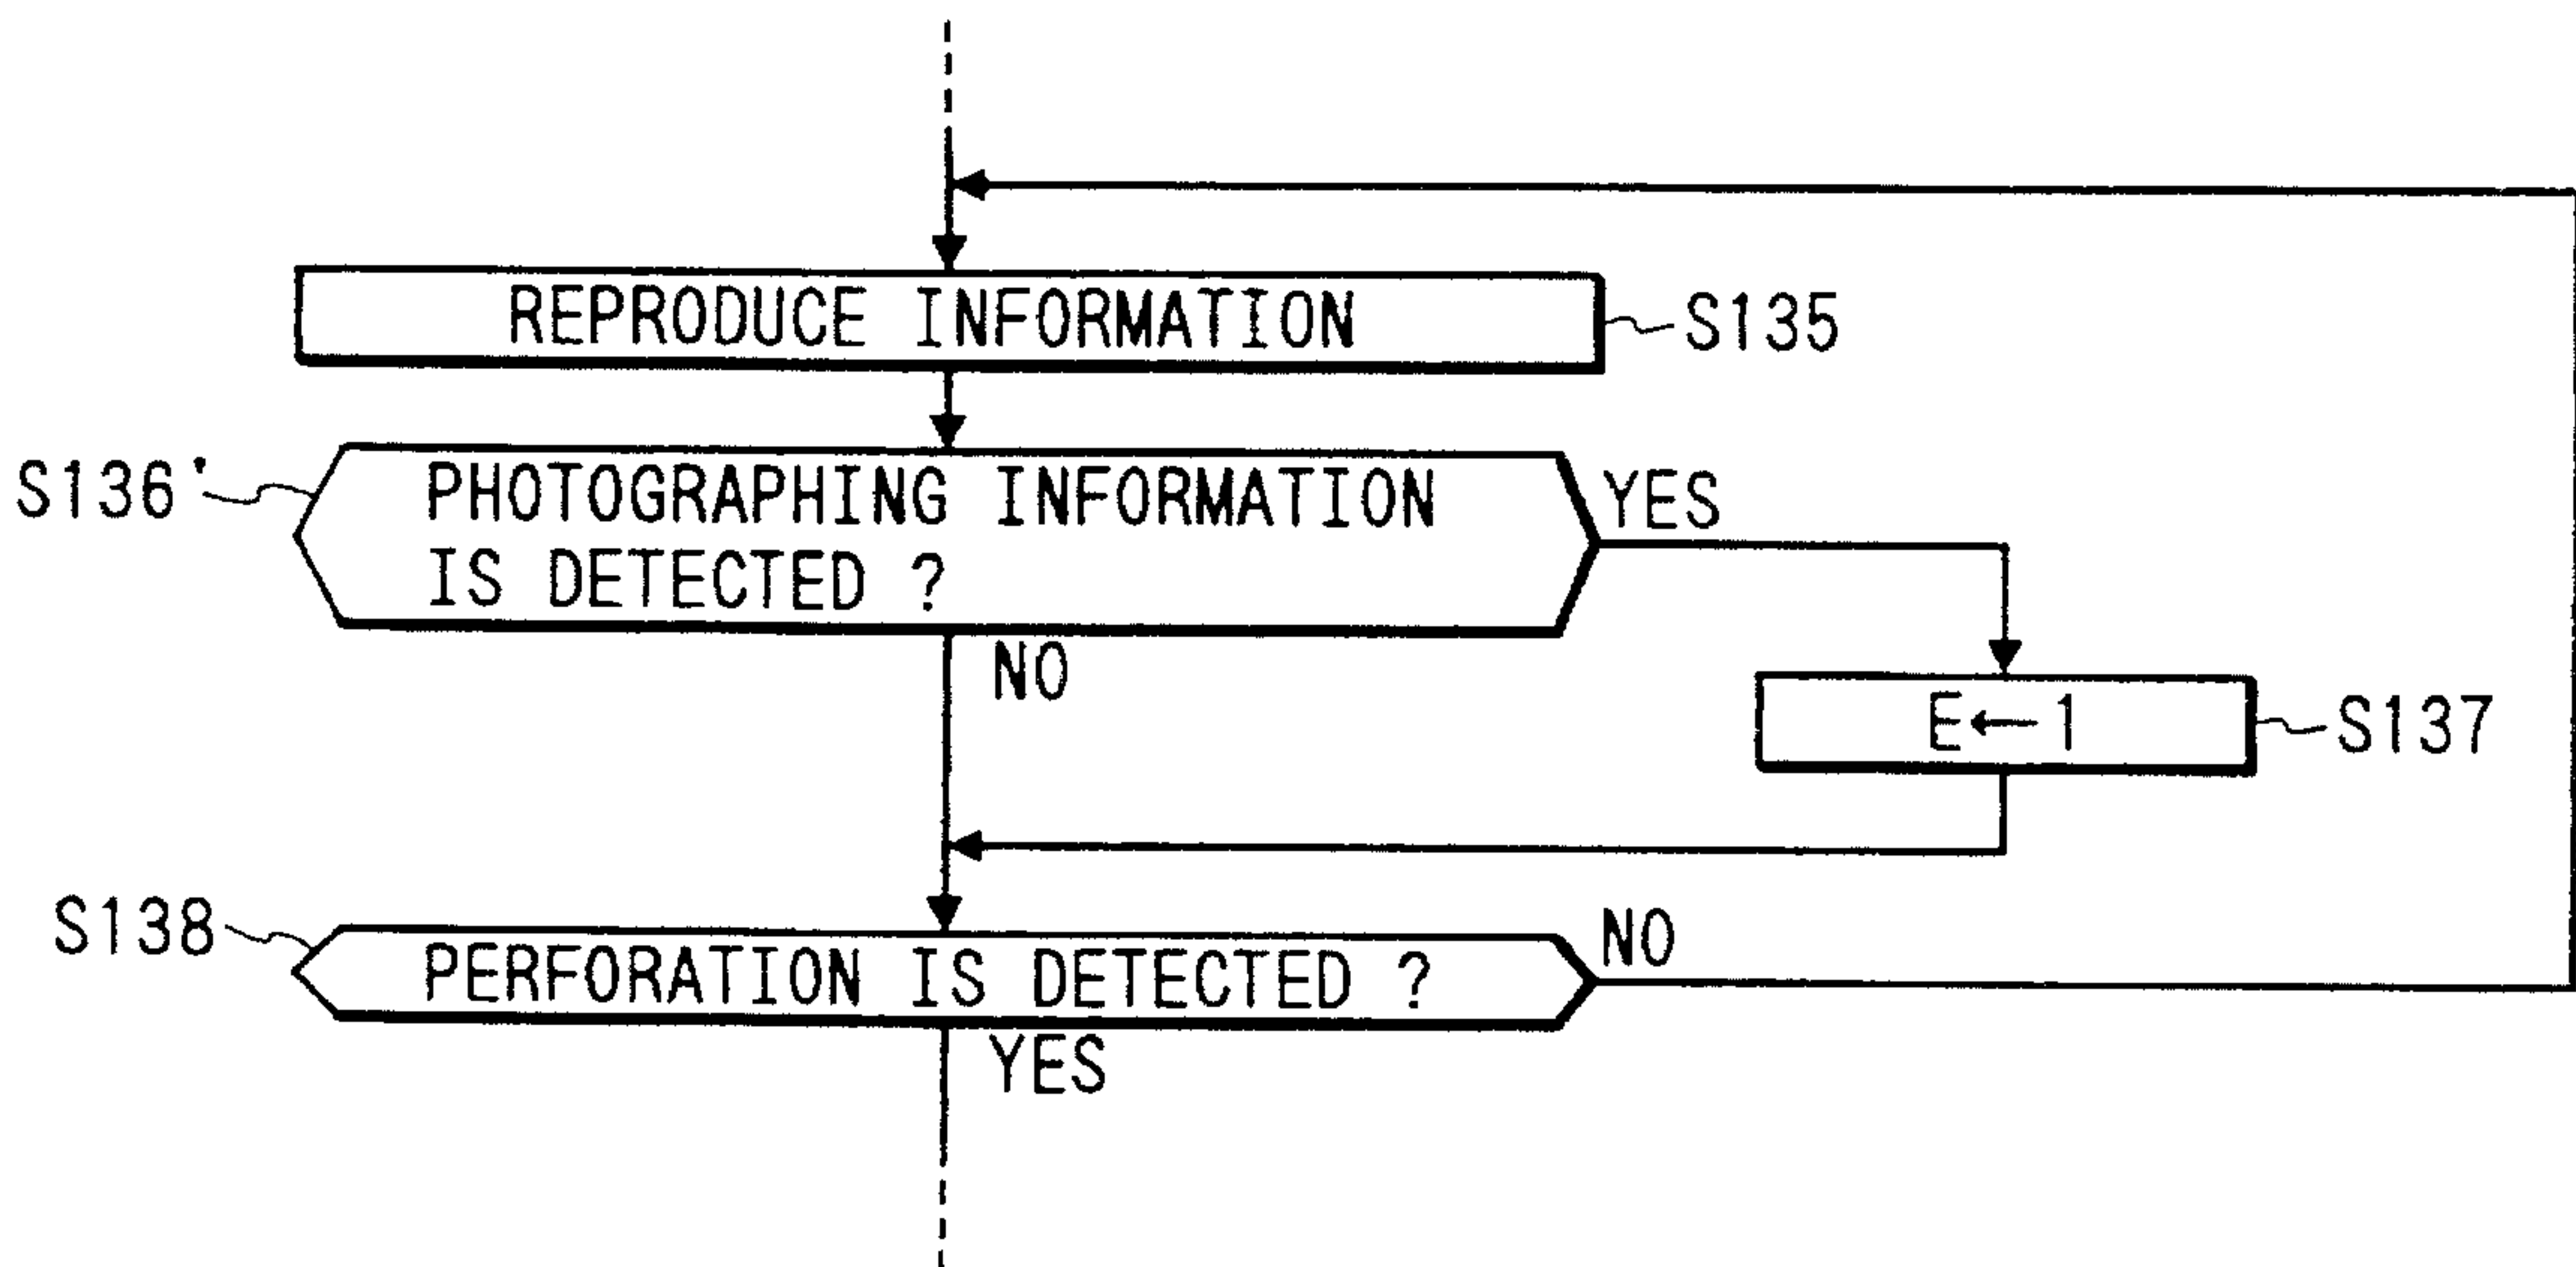 REPRODUCE INFORMATION
S135
S136'
PHOTOGRAPHING INFORMATION
IS DETECTED ?
YES
NO
E←1
S137
S138
PERFORATION IS DETECTED ?
NO
YES